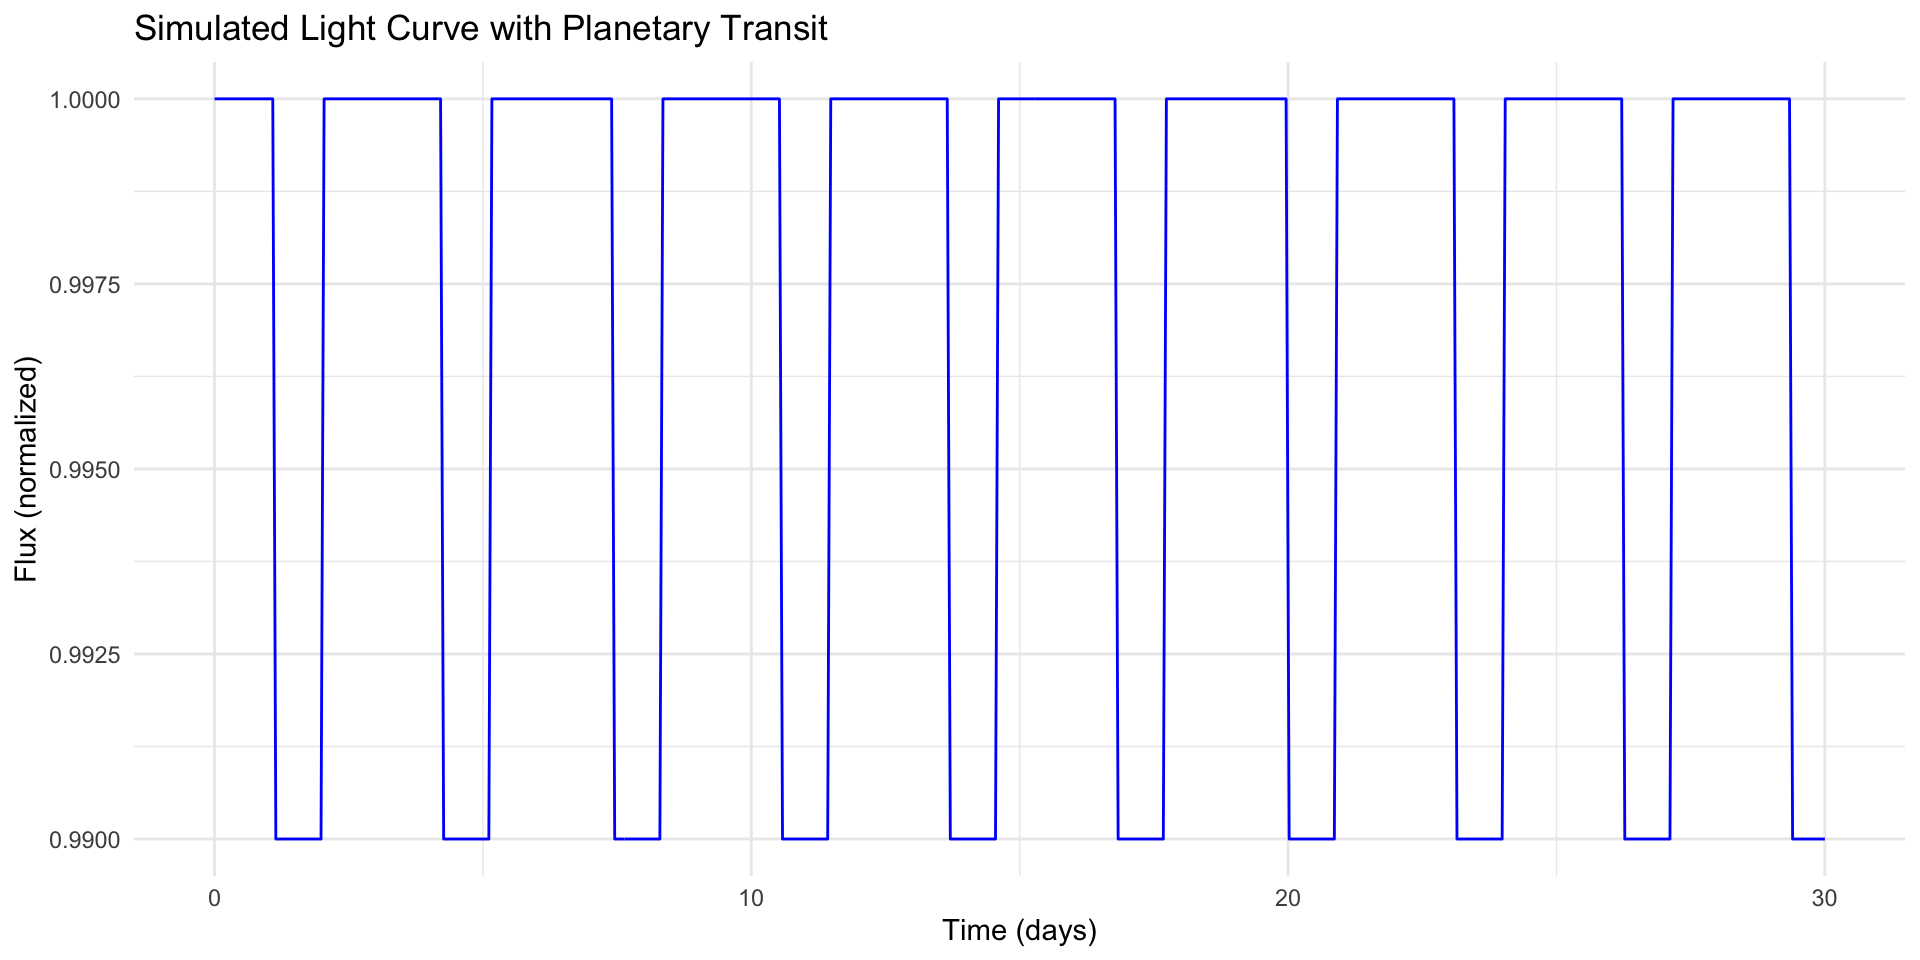 Simulated Light Curve with Planetary Transit
1.0000
0.9975
0.9950
0.9925
0.9900
Flux (normalized)
0 10 20 30
Time (days)